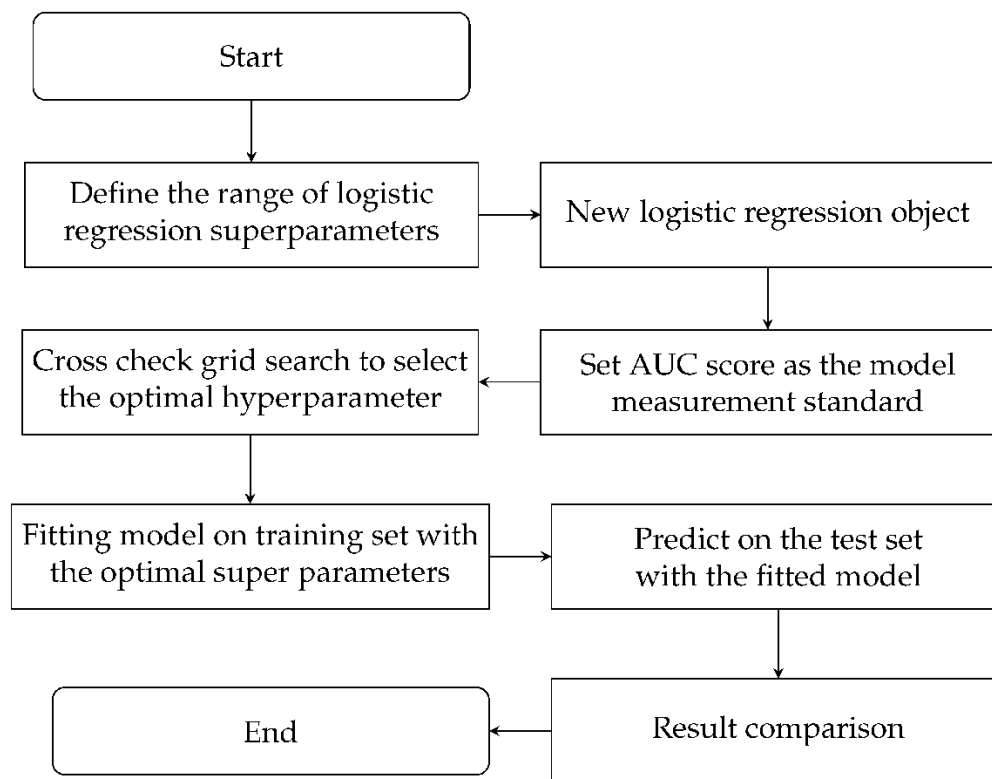 Start
Define the range of logistic
regression superparameters
New logistic regression object
Set AUC score as the model
measurement standard
Cross check grid search to select
the optimal hyperparameter
Fitting model on training set with
the optimal super parameters
Predict on the test set
with the fitted model
Result comparison
End